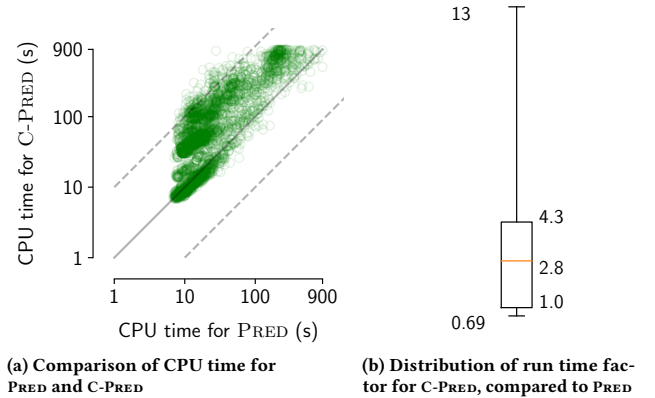 900
100
10
1
CPU time for C-PRED (s)
1
10
100
900
CPU time for PRED (s)
(a) Comparison of CPU time for
PRED and C-PRED
13
4.3
2.8
1.0
0.69
(b) Distribution of run time fac-
tor for C-PRED, compared to PRED